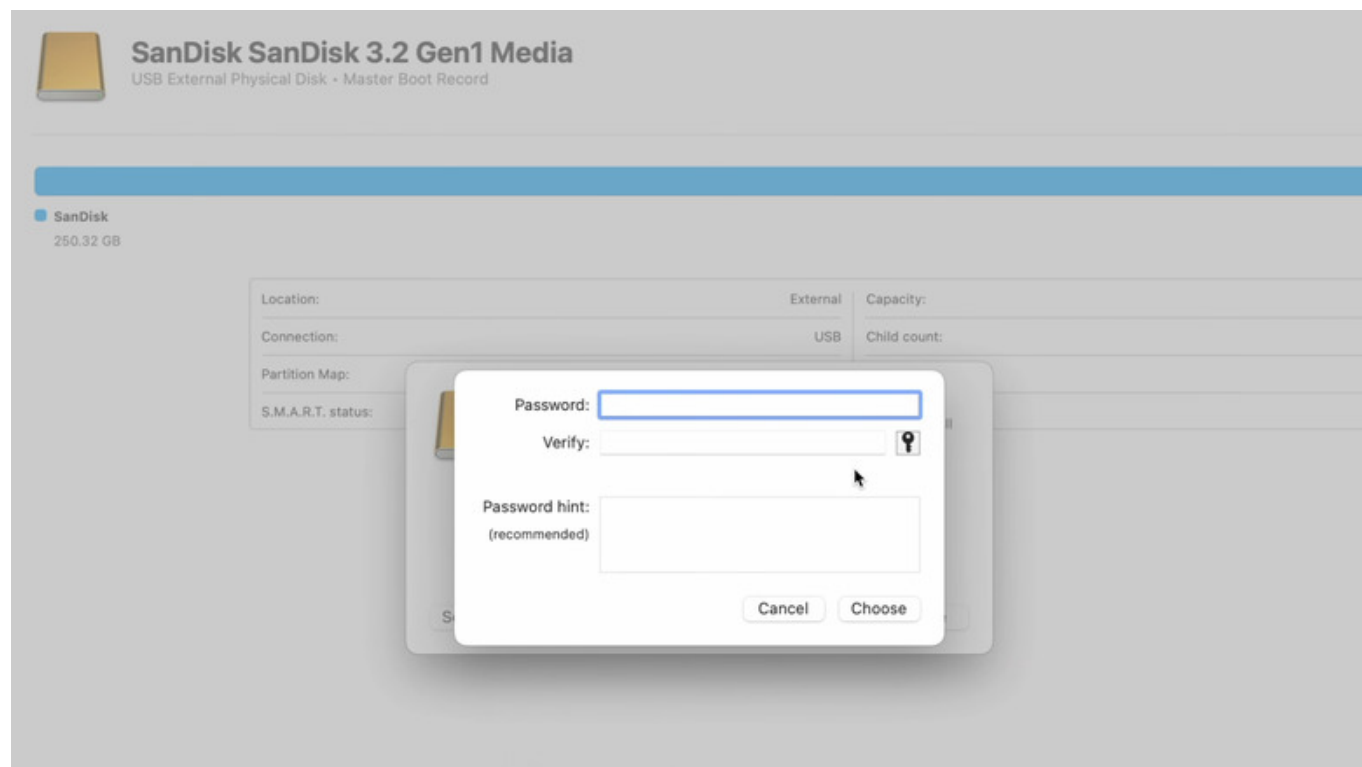 SanDisk SanDisk 3.2 Gen1 Media
USB External Physical Disk • Master Boot Record
SanDisk
250.32 GB
Location: External Capacity:
Connection: USB Child count:
Partition Map:
S.M.A.R.T. status:
Password:
Verify:
Password hint:
(recommended)
Cancel Choose